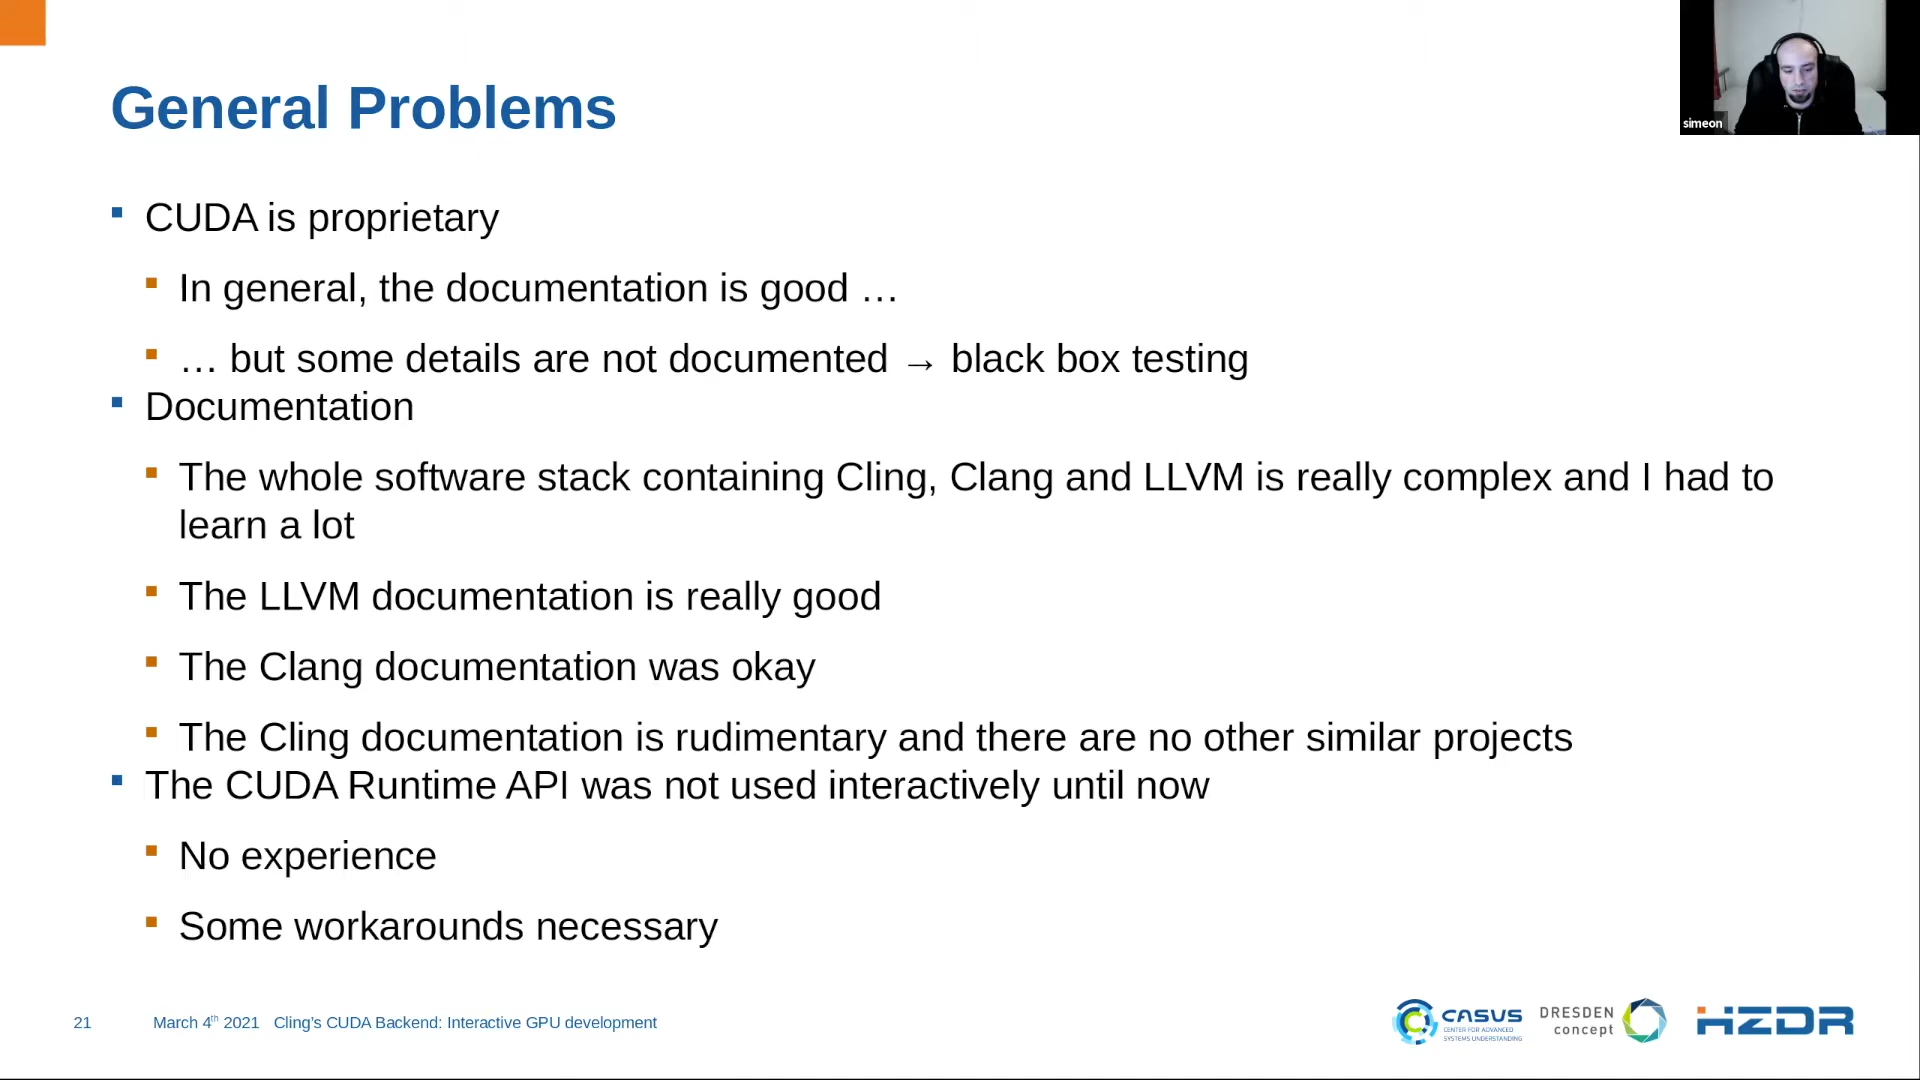 General Problems
simeon
CUDA is proprietary
In general, the documentation is good …
… but some details are not documented → black box testing
Documentation
The whole software stack containing Cling, Clang and LLVM is really complex and I had to
learn a lot
The LLVM documentation is really good
The Clang documentation was okay
The Cling documentation is rudimentary and there are no other similar projects
The CUDA Runtime API was not used interactively until now
No experience
Some workarounds necessary
21 March 4th 2021 Cling’s CUDA Backend: Interactive GPU development
CASUS
CENTER FOR ADVANCED
SYSTEMS UNDERSTANDING
DRESDEN
concept
HZDR